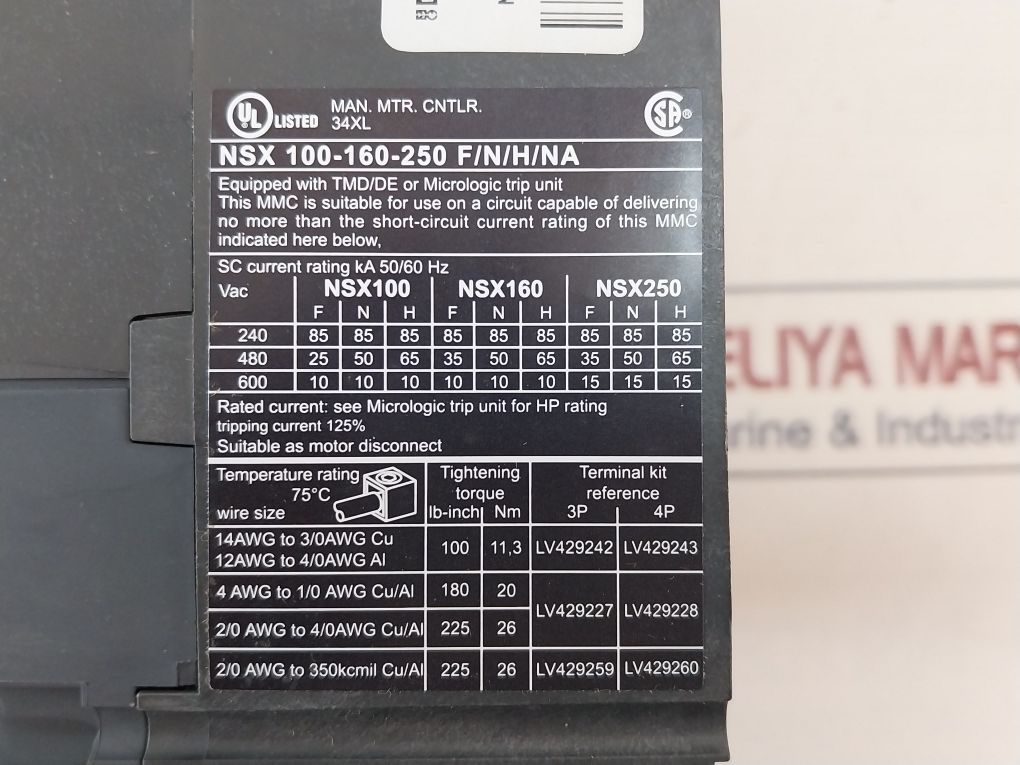 UL LISTED MAN. MTR. CNTLR.
34XL
SA®
NSX 100-160-250 F/N/H/NA
Equipped with TMD/DE or Micrologic trip unit
This MMC is suitable for use on a circuit capable of delivering
no more than the short-circuit current rating of this MMC
indicated here below,
SC current rating kA 50/60 Hz
Vac NSX100 NSX160 NSX250
F N H F N H F N H
240 85 85 85 85 85 85 85 85 85
480 25 50 65 35 50 65 35 50 65
600 10 10 10 10 10 10 15 15 15
Rated current: see Micrologic trip unit for HP rating
tripping current 125%
Suitable as motor disconnect
Temperature rating
75°C
wire size
Tightening
torque
lb-inch Nm
Terminal kit
reference
3P 4P
14AWG to 3/0AWG Cu
12AWG to 4/0AWG Al
100 11,3 LV429242 LV429243
4 AWG to 1/0 AWG Cu/Al 180 20
LV429227 LV429228
2/0 AWG to 4/0AWG Cu/Al 225 26
2/0 AWG to 350kcmil Cu/Al 225 26 LV429259 LV429260
ELIYA MAR
rine & Industr